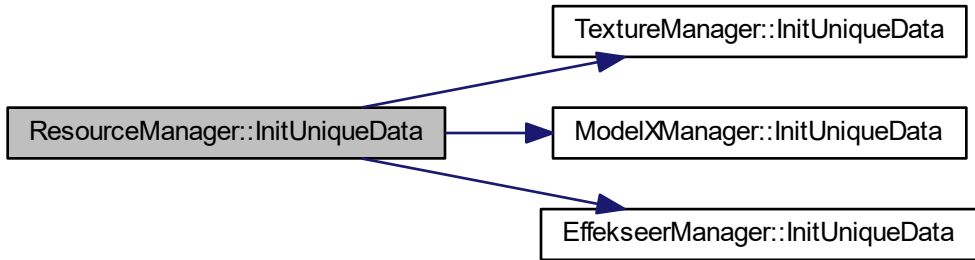 TextureManager::InitUniqueData
ResourceManager::InitUniqueData
ModelXManager::InitUniqueData
EffekseerManager::InitUniqueData